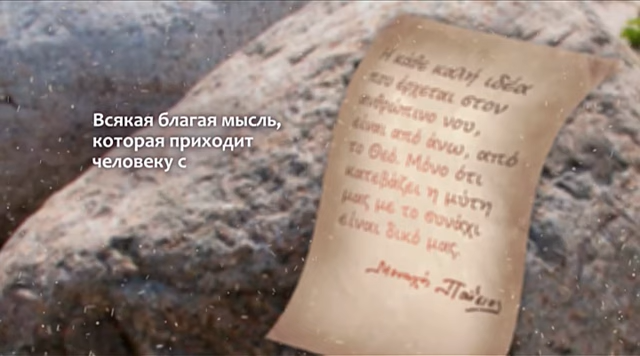 Всякая благая мысль,
которая приходит
человеку с
Η κάθε καλή ιδέα
που έρχεται στον
ανθρώπινο νου,
είναι από άνω, από
το Θεό. Μόνο ότι
κατεβάζει η μύτη
μας με το συνάχι
είναι δικό μας.
Μοναχός Παΐσιος